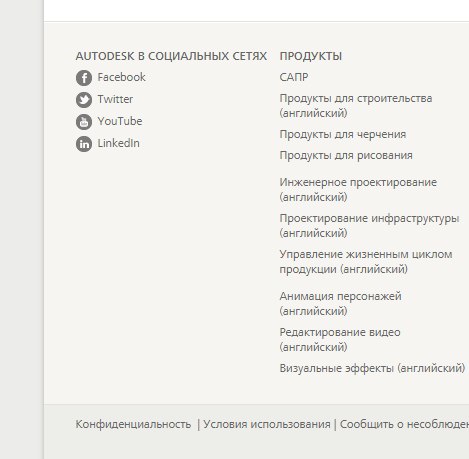 AUTODESK В СОЦИАЛЬНЫХ СЕТЯХ
Facebook
Twitter
YouTube
LinkedIn
ПРОДУКТЫ
САПР
Продукты для строительства
(английский)
Продукты для черчения
Продукты для рисования
Инженерное проектирование
(английский)
Проектирование инфраструктуры
(английский)
Управление жизненным циклом
продукции (английский)
Анимация персонажей
(английский)
Редактирование видео
(английский)
Визуальные эффекты (английский)
Конфиденциальность | Условия использования | Сообщить о